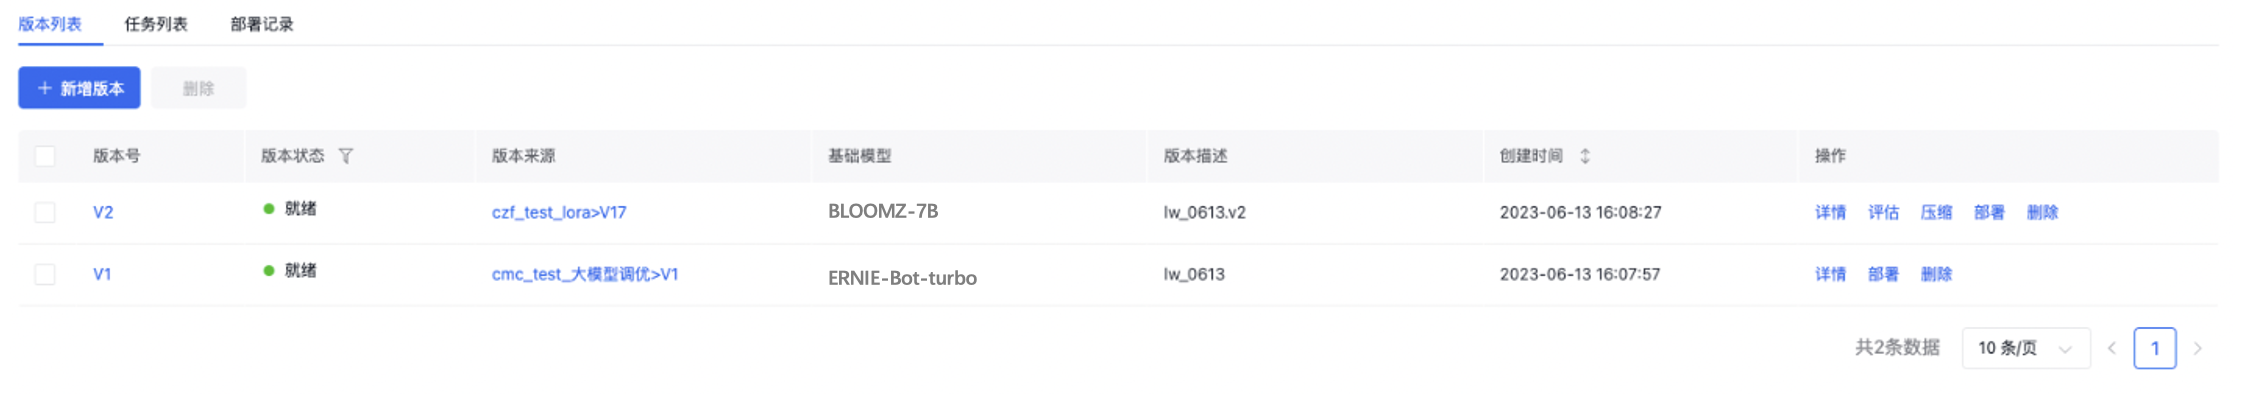 版本列表 任务列表 部署记录
+ 新增版本 删除
版本号 版本状态 版本来源 基础模型 版本描述 创建时间 操作
V2 就绪 czf_test_lora>V17 BLOOMZ-7B lw_0613.v2 2023-06-13 16:08:27 详情 评估 压缩 部署 删除
V1 就绪 cmc_test_大模型调优>V1 ERNIE-Bot-turbo lw_0613 2023-06-13 16:07:57 详情 部署 删除
共2条数据 10 条/页 < 1 >